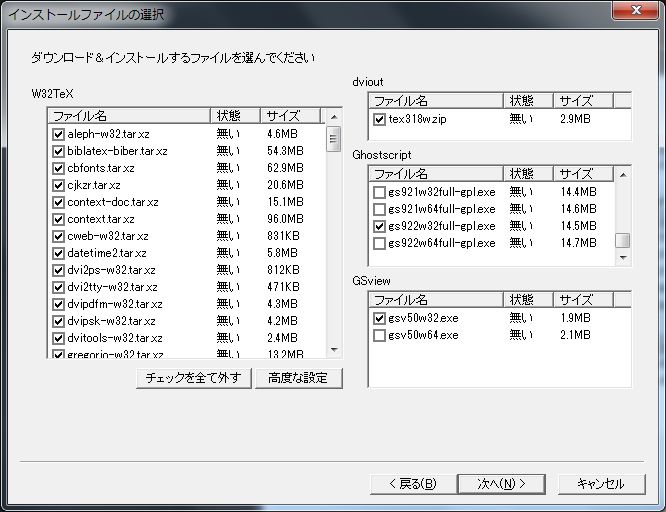 インストールファイルの選択
ダウンロード＆インストールするファイルを選んでください
W32TeX
ファイル名 状態 サイズ
aleph-w32.tar.xz 無い 4.6MB
biblatex-biber.tar.xz 無い 54.3MB
cbfonts.tar.xz 無い 62.9MB
cjkzr.tar.xz 無い 20.6MB
context-doc.tar.xz 無い 15.1MB
context.tar.xz 無い 96.0MB
cweb-w32.tar.xz 無い 831KB
datetime2.tar.xz 無い 5.8MB
dvi2ps-w32.tar.xz 無い 812KB
dvi2tty-w32.tar.xz 無い 471KB
dvipdfm-w32.tar.xz 無い 4.3MB
dvipsk-w32.tar.xz 無い 4.2MB
dvitools-w32.tar.xz 無い 2.4MB
gregorio-w32.tar.xz 無い 13.2MB
チェックを全て外す 高度な設定
dviout
ファイル名 状態 サイズ
tex318w.zip 無い 2.9MB
Ghostscript
ファイル名 状態 サイズ
gs921w32full-gpl.exe 無い 14.4MB
gs921w64full-gpl.exe 無い 14.6MB
gs922w32full-gpl.exe 無い 14.5MB
gs922w64full-gpl.exe 無い 14.7MB
GSview
ファイル名 状態 サイズ
gsv50w32.exe 無い 1.9MB
gsv50w64.exe 無い 2.1MB
< 戻る(B) 次へ(N) > キャンセル